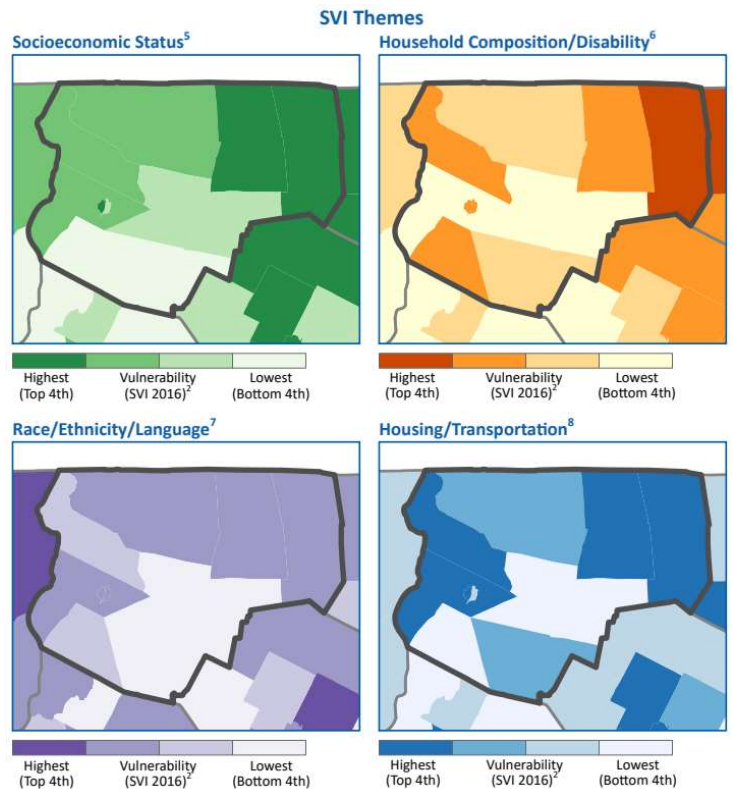 SVI Themes
Socioeconomic Status⁵
Household Composition/Disability⁶
Highest
(Top 4th)
Vulnerability
(SVI 2016)²
Lowest
(Bottom 4th)
Highest
(Top 4th)
Vulnerability
(SVI 2016)²
Lowest
(Bottom 4th)
Race/Ethnicity/Language⁷
Housing/Transportation⁸
Highest
(Top 4th)
Vulnerability
(SVI 2016)²
Lowest
(Bottom 4th)
Highest
(Top 4th)
Vulnerability
(SVI 2016)²
Lowest
(Bottom 4th)